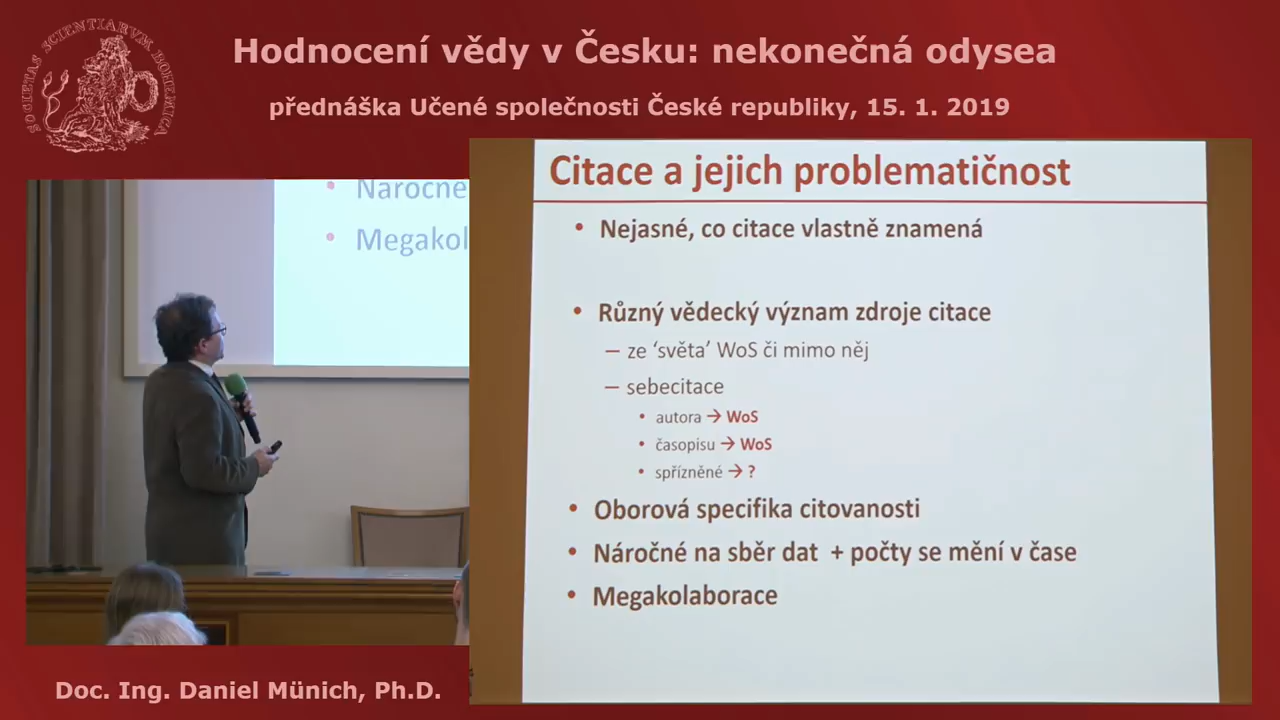 SOCIETAS SCIENTIARVM BOHEMICA
Hodnocení vědy v Česku: nekonečná odysea
přednáška Učené společnosti České republiky, 15. 1. 2019
• Náročné
• Megakol
Citace a jejich problematičnost
• Nejasné, co citace vlastně znamená
• Různý vědecký význam zdroje citace
– ze ‘světa’ WoS či mimo něj
– sebecitace
• autora → WoS
• časopisu → WoS
• spřízněné → ?
• Oborová specifika citovanosti
• Náročné na sběr dat + počty se mění v čase
• Megakolaborace
Doc. Ing. Daniel Münich, Ph.D.